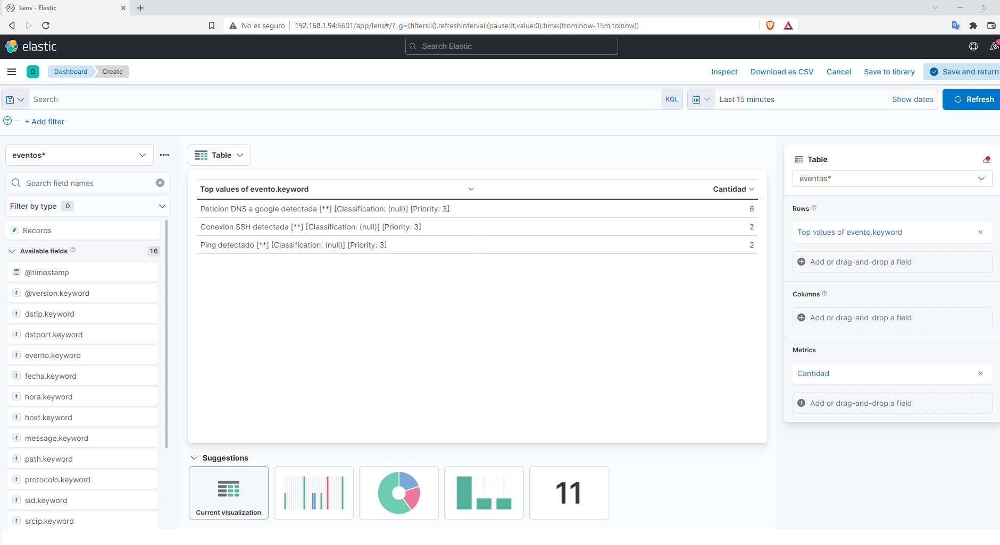 Lens - Elastic
No es seguro
192.168.1.94:5601/app/lens#/?_g=(filters:!(),refreshInterval:(pause:!t,value:0),time:(from:now-15m,to:now))
elastic
Search Elastic
D
Dashboard
Create
Inspect
Download as CSV
Cancel
Save to library
Save and return
Search
KQL
Last 15 minutes
Show dates
Refresh
+ Add filter
eventos*
Search field names
Filter by type 0
# Records
Available fields 16
@timestamp
t @version.keyword
t dstip.keyword
t dstport.keyword
t evento.keyword
t fecha.keyword
t hora.keyword
t host.keyword
t message.keyword
t path.keyword
t protocolo.keyword
t sid.keyword
t srcip.keyword
Table
Top values of evento.keyword Cantidad
Peticion DNS a google detectada [**] [Classification: (null)] [Priority: 3] 6
Conexion SSH detectada [**] [Classification: (null)] [Priority: 3] 2
Ping detectado [**] [Classification: (null)] [Priority: 3] 2
Suggestions
Current visualization
11
Table
eventos*
Rows
Top values of evento.keyword
Add or drag-and-drop a field
Columns
Add or drag-and-drop a field
Metrics
Cantidad
Add or drag-and-drop a field